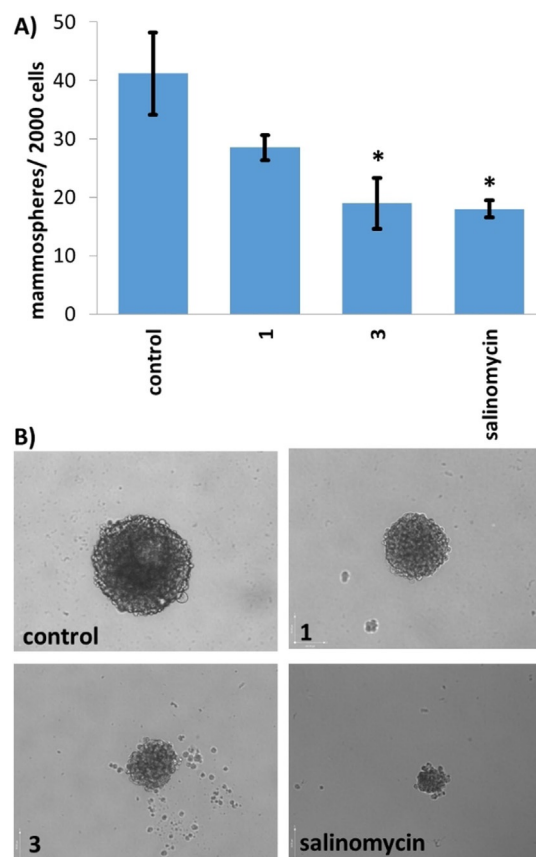 A)
mammospheres/ 2000 cells
50
40
30
20
10
0
*
*
control
1
3
salinomycin
B)
control
1
3
salinomycin